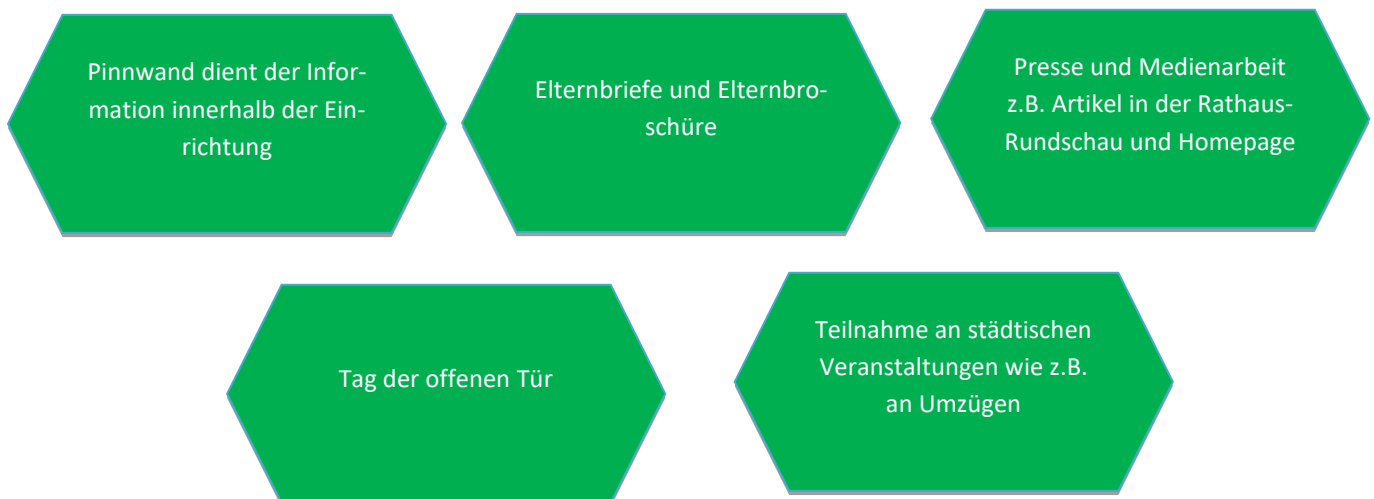 Pinnwand dient der Infor-
mation innerhalb der Ein-
richtung
Elternbriefe und Elternbro-
schüre
Presse und Medienarbeit
z.B. Artikel in der Rathaus-
Rundschau und Homepage
Tag der offenen Tür
Teilnahme an städtischen
Veranstaltungen wie z.B.
an Umzügen